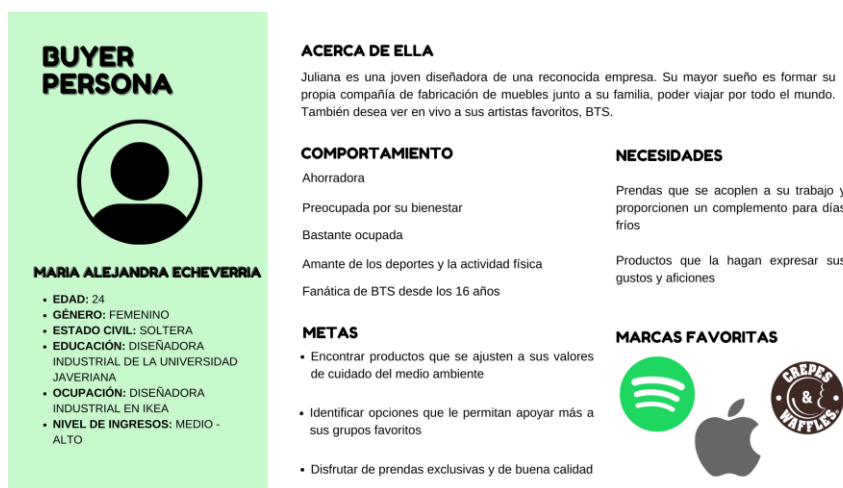 BUYER
PERSONA
MARIA ALEJANDRA ECHEVERRIA
• EDAD: 24
• GÉNERO: FEMENINO
• ESTADO CIVIL: SOLTERA
• EDUCACIÓN: DISEÑADORA
INDUSTRIAL DE LA UNIVERSIDAD
JAVERIANA
• OCUPACIÓN: DISEÑADORA
INDUSTRIAL EN IKEA
• NIVEL DE INGRESOS: MEDIO -
ALTO
ACERCA DE ELLA
Juliana es una joven diseñadora de una reconocida empresa. Su mayor sueño es formar su
propia compañía de fabricación de muebles junto a su familia, poder viajar por todo el mundo.
También desea ver en vivo a sus artistas favoritos, BTS.
COMPORTAMIENTO
Ahorradora
Preocupada por su bienestar
Bastante ocupada
Amante de los deportes y la actividad física
Fanática de BTS desde los 16 años
METAS
• Encontrar productos que se ajusten a sus valores
de cuidado del medio ambiente
• Identificar opciones que le permitan apoyar más a
sus grupos favoritos
• Disfrutar de prendas exclusivas y de buena calidad
NECESIDADES
Prendas que se acoplen a su trabajo y
proporcionen un complemento para días
fríos
Productos que la hagan expresar sus
gustos y aficiones
MARCAS FAVORITAS
CREPES
&
WAFFLES